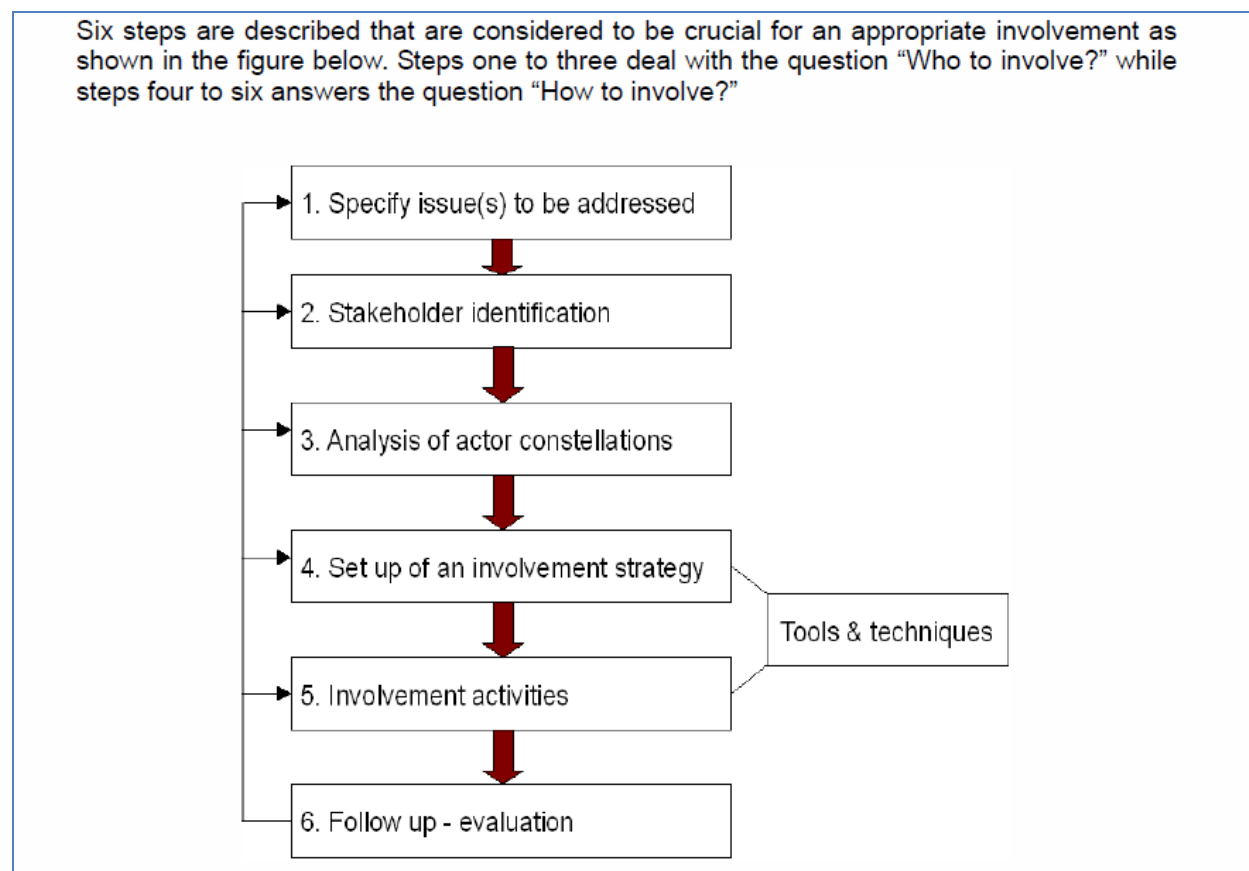 Six steps are described that are considered to be crucial for an appropriate involvement as
shown in the figure below. Steps one to three deal with the question “Who to involve?” while
steps four to six answers the question “How to involve?”
1. Specify issue(s) to be addressed
2. Stakeholder identification
3. Analysis of actor constellations
4. Set up of an involvement strategy
Tools & techniques
5. Involvement activities
6. Follow up - evaluation